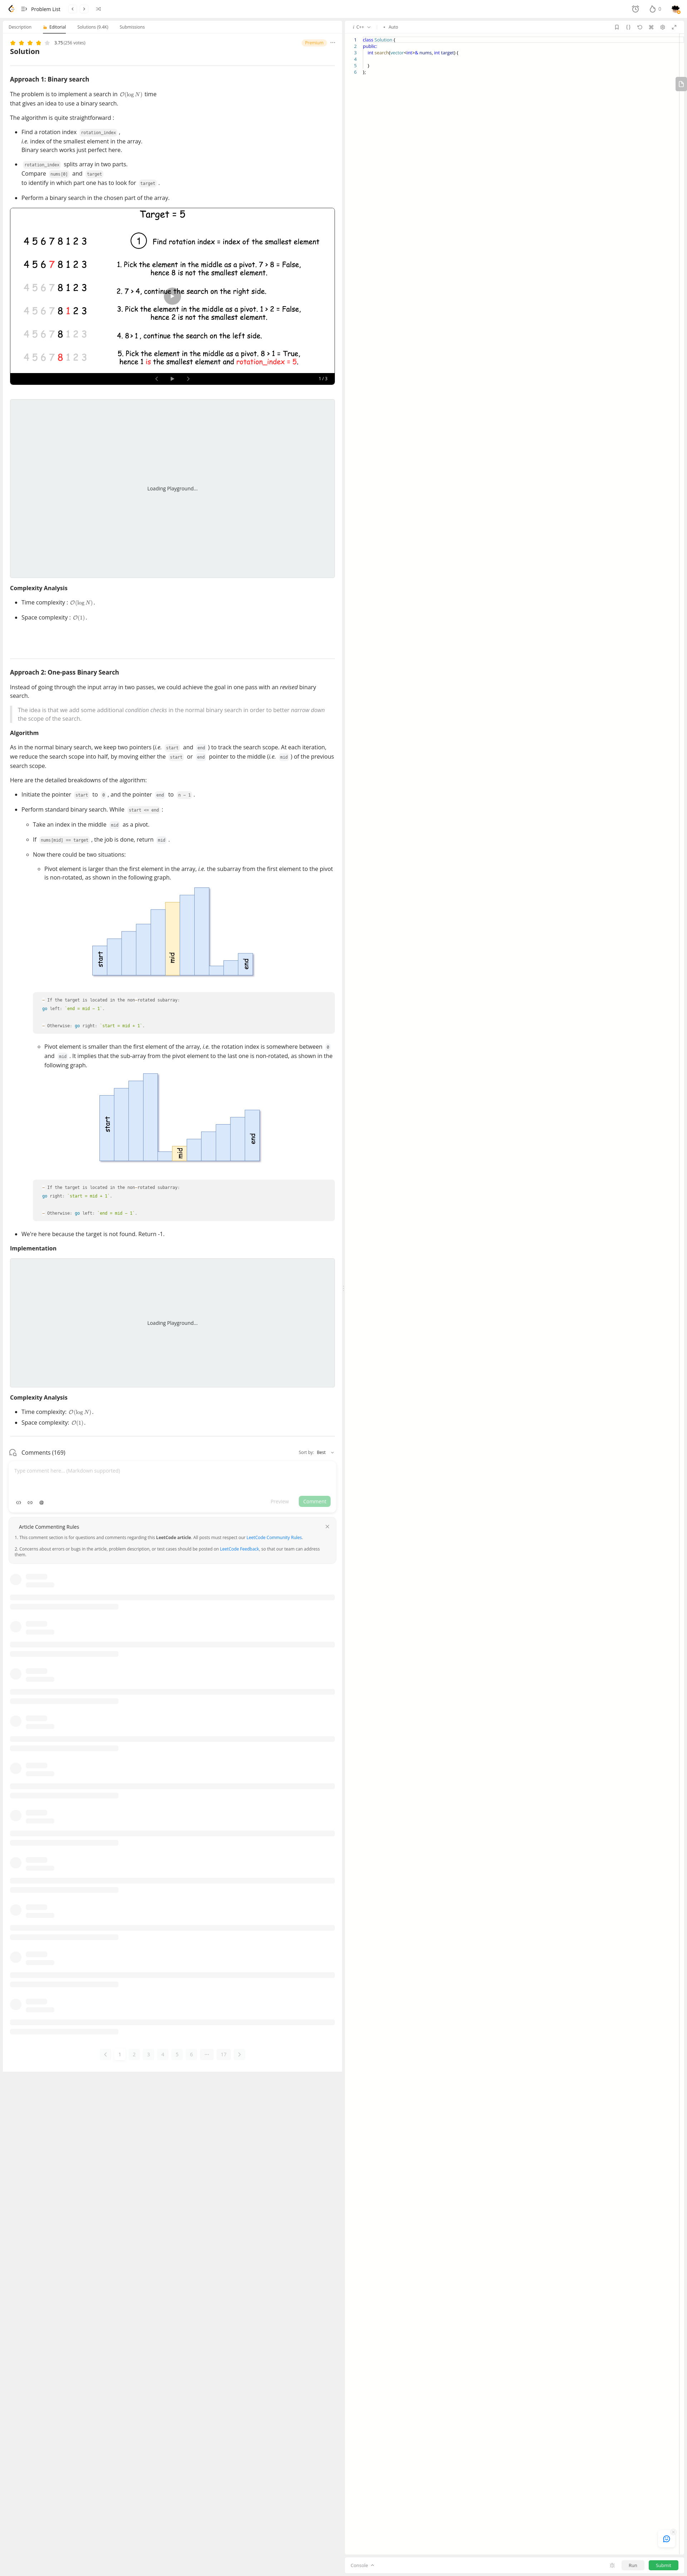 Problem List
0
Description
Editorial
Solutions (9.4K)
Submissions
3.75 (256 votes)
Premium
Solution
Approach 1: Binary search
The problem is to implement a search in O(log N) time
that gives an idea to use a binary search.
The algorithm is quite straightforward :
Find a rotation index rotation_index ,
i.e. index of the smallest element in the array.
Binary search works just perfect here.
rotation_index splits array in two parts.
Compare nums[0] and target
to identify in which part one has to look for target .
Perform a binary search in the chosen part of the array.
Target = 5
4 5 6 7 8 1 2 3
1 Find rotation index = index of the smallest element
4 5 6 7 8 1 2 3
1. Pick the element in the middle as a pivot. 7 > 8 = False,
hence 8 is not the smallest element.
4 5 6 7 8 1 2 3
2. 7 > 4, continue the search on the right side.
4 5 6 7 8 1 2 3
3. Pick the element in the middle as a pivot. 1 > 2 = False,
hence 2 is not the smallest element.
4 5 6 7 8 1 2 3
4. 8 > 1 , continue the search on the left side.
4 5 6 7 8 1 2 3
5. Pick the element in the middle as a pivot. 8 > 1 = True,
hence 1 is the smallest element and rotation_index = 5.
1 / 3
Loading Playground...
Complexity Analysis
Time complexity : O(log N).
Space complexity : O(1).
Approach 2: One-pass Binary Search
Instead of going through the input array in two passes, we could achieve the goal in one pass with an revised binary
search.
The idea is that we add some additional condition checks in the normal binary search in order to better narrow down
the scope of the search.
Algorithm
As in the normal binary search, we keep two pointers (i.e. start and end ) to track the search scope. At each iteration,
we reduce the search scope into half, by moving either the start or end pointer to the middle (i.e. mid ) of the previous
search scope.
Here are the detailed breakdowns of the algorithm:
Initiate the pointer start to 0 , and the pointer end to n - 1 .
Perform standard binary search. While start <= end :
Take an index in the middle mid as a pivot.
If nums[mid] == target , the job is done, return mid .
Now there could be two situations:
Pivot element is larger than the first element in the array, i.e. the subarray from the first element to the pivot
is non-rotated, as shown in the following graph.
start
mid
end
- If the target is located in the non-rotated subarray:
go left: `end = mid - 1`.
- Otherwise: go right: `start = mid + 1`.
Pivot element is smaller than the first element of the array, i.e. the rotation index is somewhere between 0
and mid . It implies that the sub-array from the pivot element to the last one is non-rotated, as shown in the
following graph.
start
mid
end
- If the target is located in the non-rotated subarray:
go right: `start = mid + 1`.
- Otherwise: go left: `end = mid - 1`.
We're here because the target is not found. Return -1.
Implementation
Loading Playground...
Complexity Analysis
Time complexity: O(log N).
Space complexity: O(1).
Comments (169)
Sort by: Best
Type comment here... (Markdown supported)
Preview
Comment
Article Commenting Rules
1. This comment section is for questions and comments regarding this LeetCode article. All posts must respect our LeetCode Community Rules.
2. Concerns about errors or bugs in the article, problem description, or test cases should be posted on LeetCode Feedback, so that our team can address
them.
1
2
3
4
5
6
17
C++
Auto
1 class Solution {
2 public:
3 int search(vector<int>& nums, int target) {
4
5 }
6 };
Console
Run
Submit